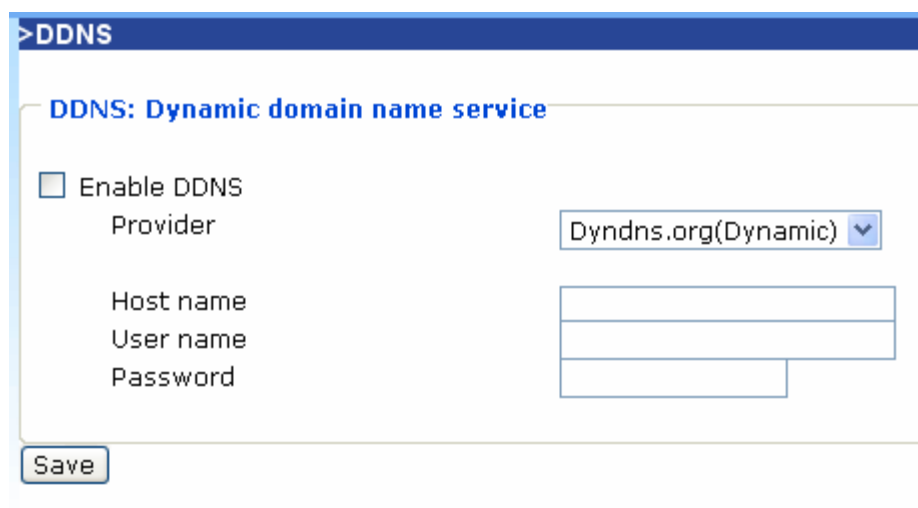 >DDNS
DDNS: Dynamic domain name service
Enable DDNS
Provider Dyndns.org(Dynamic)
Host name
User name
Password
Save